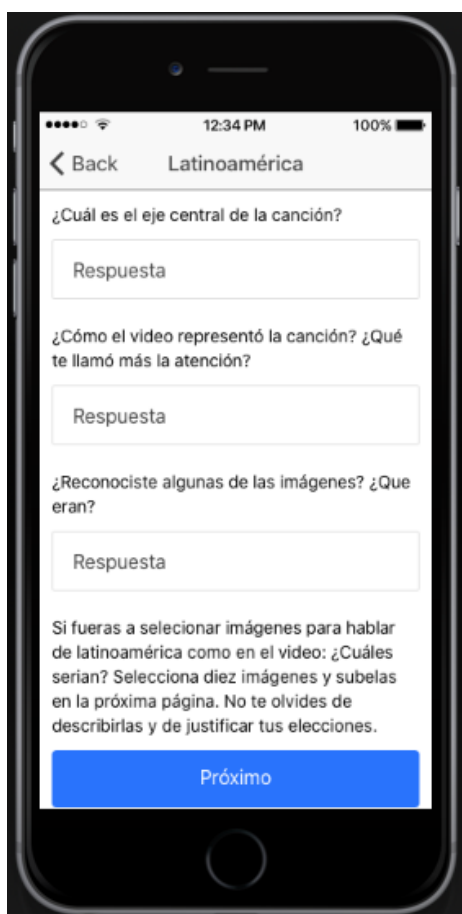 12:34 PM 100%
Back Latinoamérica
¿Cuál es el eje central de la canción?
Respuesta
¿Cómo el video representó la canción? ¿Qué
te llamó más la atención?
Respuesta
¿Reconociste algunas de las imágenes? ¿Que
eran?
Respuesta
Si fueras a selecionar imágenes para hablar
de latinoamérica como en el video: ¿Cuáles
serian? Selecciona diez imágenes y subelas
en la próxima página. No te olvides de
describirlas y de justificar tus elecciones.
Próximo